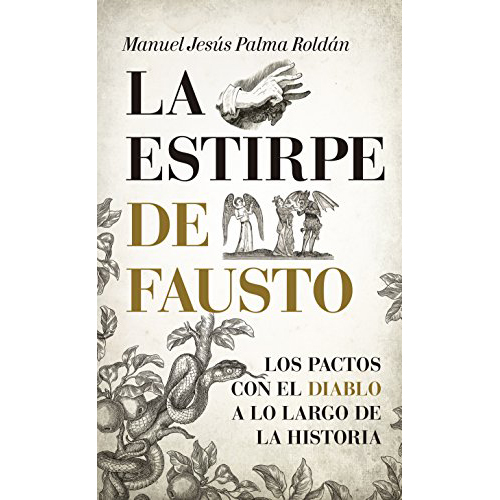 Manuel Jesús Palma Roldán
LA
ESTIRPE
DE
FAUSTO
LOS PACTOS
CON EL DIABLO
A LO LARGO DE
LA HISTORIA